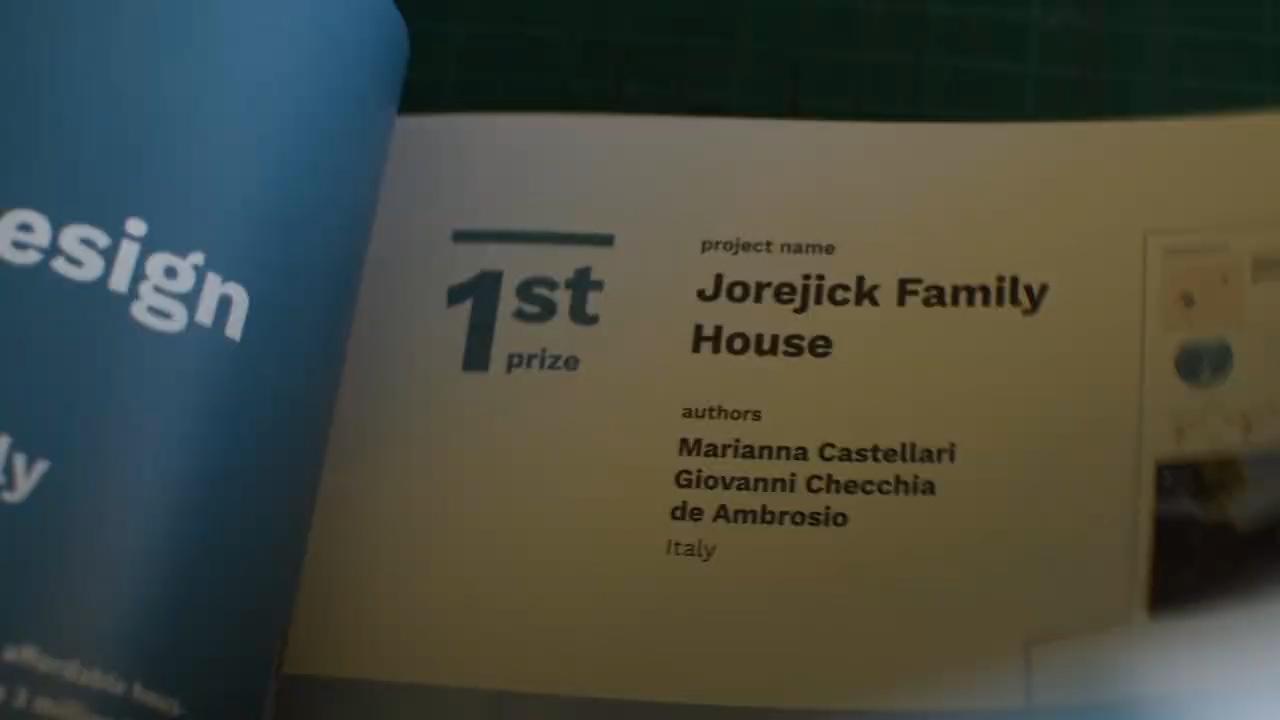 esign
ly
1st
prize
project name
Jorejick Family
House
authors
Marianna Castellari
Giovanni Checchia
de Ambrosio
Italy